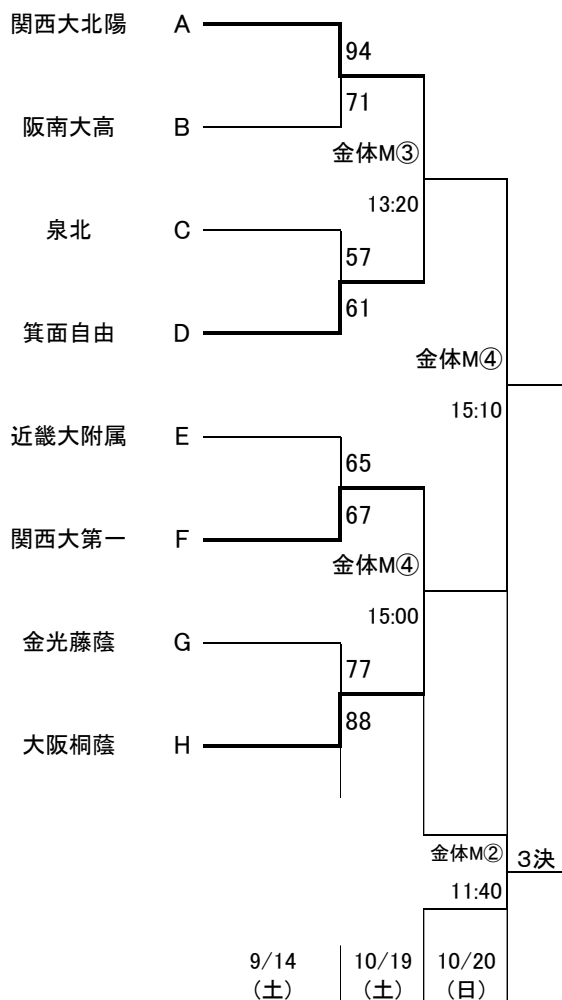 関西大北陽 A
94
71
阪南大高 B
金体M③
13:20
泉北 C
57
61
箕面自由 D
金体M④
15:10
近畿大附属 E
65
67
関西大第一 F
金体M④
15:00
金光藤蔭 G
77
88
大阪桐蔭 H
金体M②
3決
11:40
9/14 10/19 10/20
(土) (土) (日)